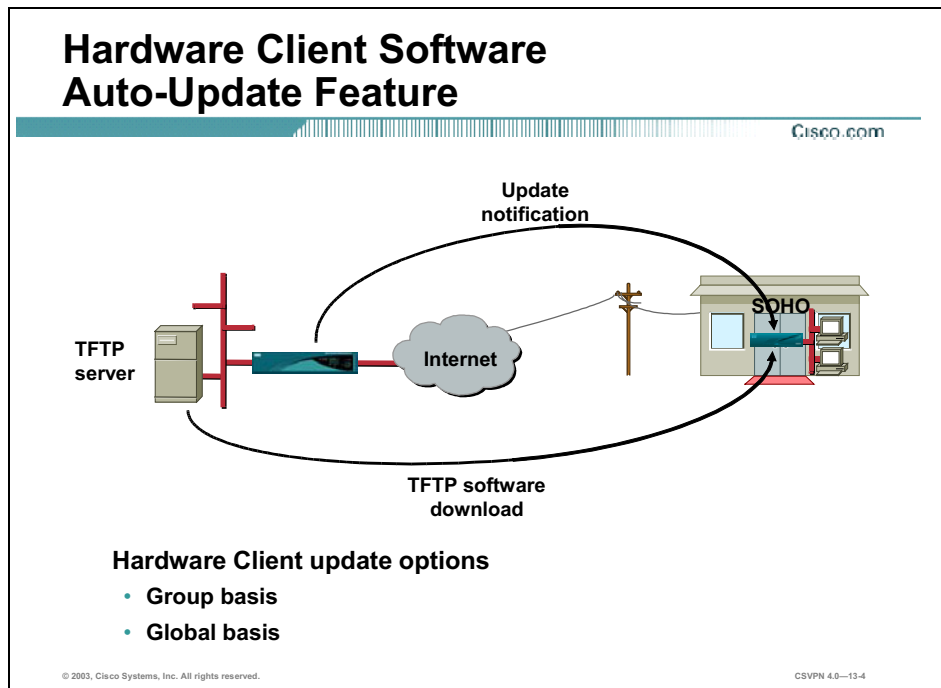 Hardware Client Software
Auto-Update Feature
Cisco.com
Update
notification
SOHO
TFTP
server
Internet
TFTP software
download
Hardware Client update options
• Group basis
• Global basis
© 2003, Cisco Systems, Inc. All rights reserved.
CSVPN 4.0—13-4